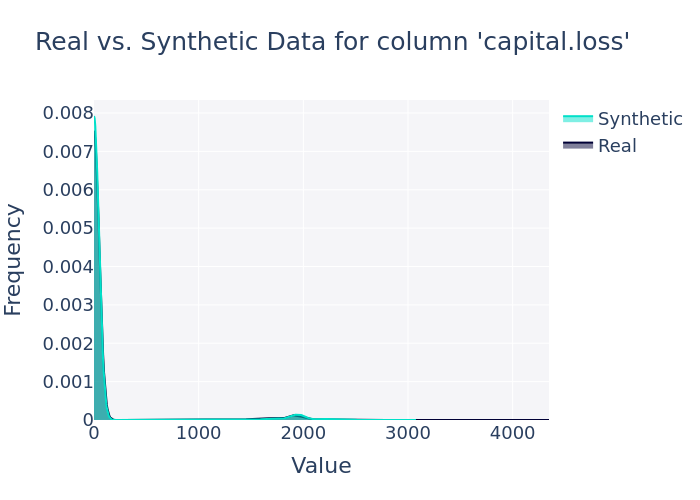 Real vs. Synthetic Data for column 'capital.loss'
Synthetic
Real
0.008
0.007
0.006
0.005
0.004
0.003
0.002
0.001
0
0
1000
2000
3000
4000
Frequency
Value